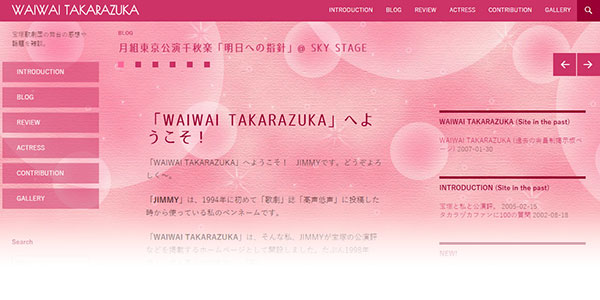 WAIWAI TAKARAZUKA
INTRODUCTION BLOG REVIEW ACTRESS CONTRIBUTION GALLERY
宝塚歌劇団の舞台の感想や
話題を雑談。
INTRODUCTION
BLOG
REVIEW
ACTRESS
CONTRIBUTION
GALLERY
Search
BLOG
月組東京公演千秋楽「明日への指針」@ SKY STAGE
「WAIWAI TAKARAZUKA」へよ
うこそ！
「WAIWAI TAKARAZUKA」へようこそ！　JIMMYです。どうぞよろ
しく〜。
「JIMMY」は、1994年に初めて「歌劇」誌「高声低声」に投稿した
時から使っている私のペンネームです。
「WAIWAI TAKARAZUKA」は、そんな私、JIMMYが宝塚の公演評
などを掲載するホームページとして開設しました。たぶん1998年
WAIWAI TAKARAZUKA (Site in the past)
WAIWAI TAKARAZUKA (過去の会員制掲示板ペ
ージ) 2007-01-30
INTRODUCTION (Site in the past)
宝塚と私と公演評。 2006-02-15
タカラヅカファンに100の質問 2002-08-18
NEW!